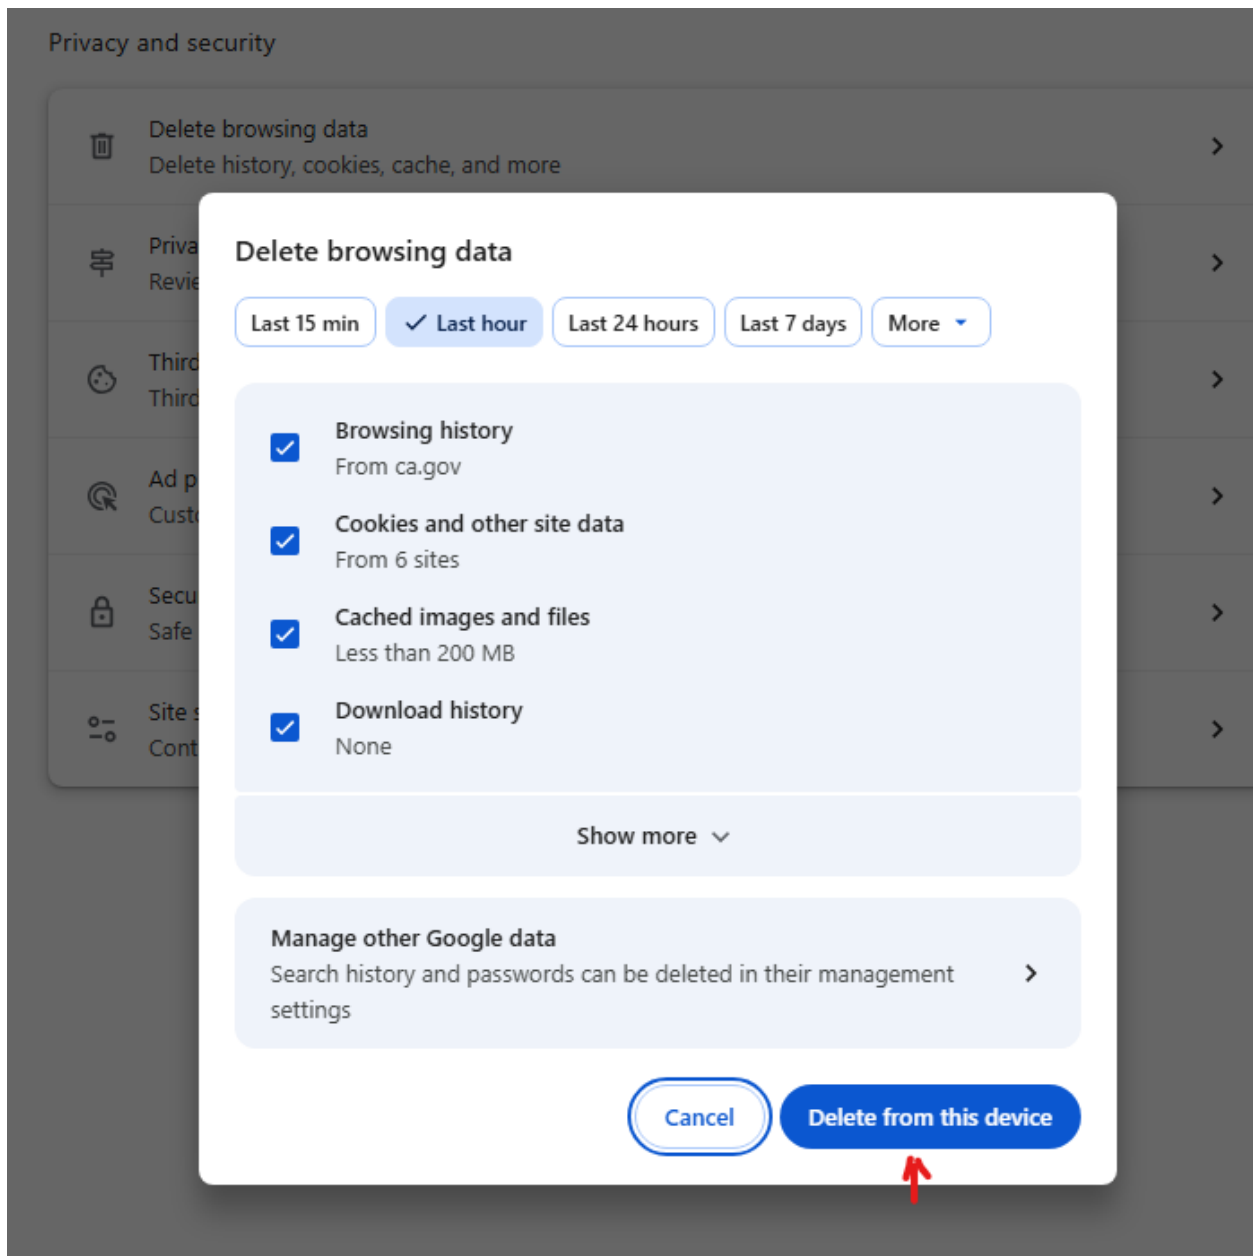 Privacy and security
Delete browsing data
Delete history, cookies, cache, and more
Priva
Revie
Third
Third
Ad p
Custo
Secu
Safe
Site s
Cont
Delete browsing data
Last 15 min
Last hour
Last 24 hours
Last 7 days
More
Browsing history
From ca.gov
Cookies and other site data
From 6 sites
Cached images and files
Less than 200 MB
Download history
None
Show more
Manage other Google data
Search history and passwords can be deleted in their management
settings
Cancel
Delete from this device